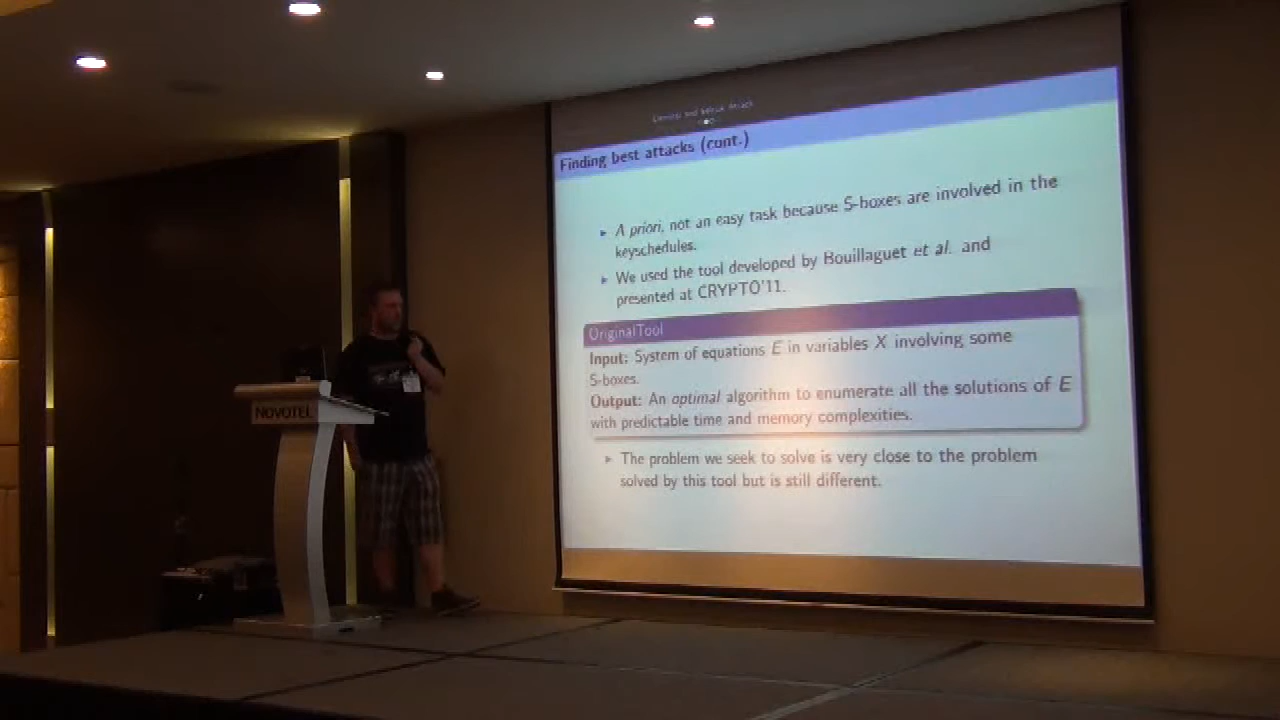 Demirci and Selçuk Attack
Finding best attacks (cont.)
▸ A priori, not an easy task because S-boxes are involved in the
keyschedules.
▸ We used the tool developed by Bouillaguet et al. and
presented at CRYPTO'11.
OriginalTool
Input: System of equations E in variables X involving some
S-boxes.
Output: An optimal algorithm to enumerate all the solutions of E
with predictable time and memory complexities.
▸ The problem we seek to solve is very close to the problem
solved by this tool but is still different.
NOVOTEL